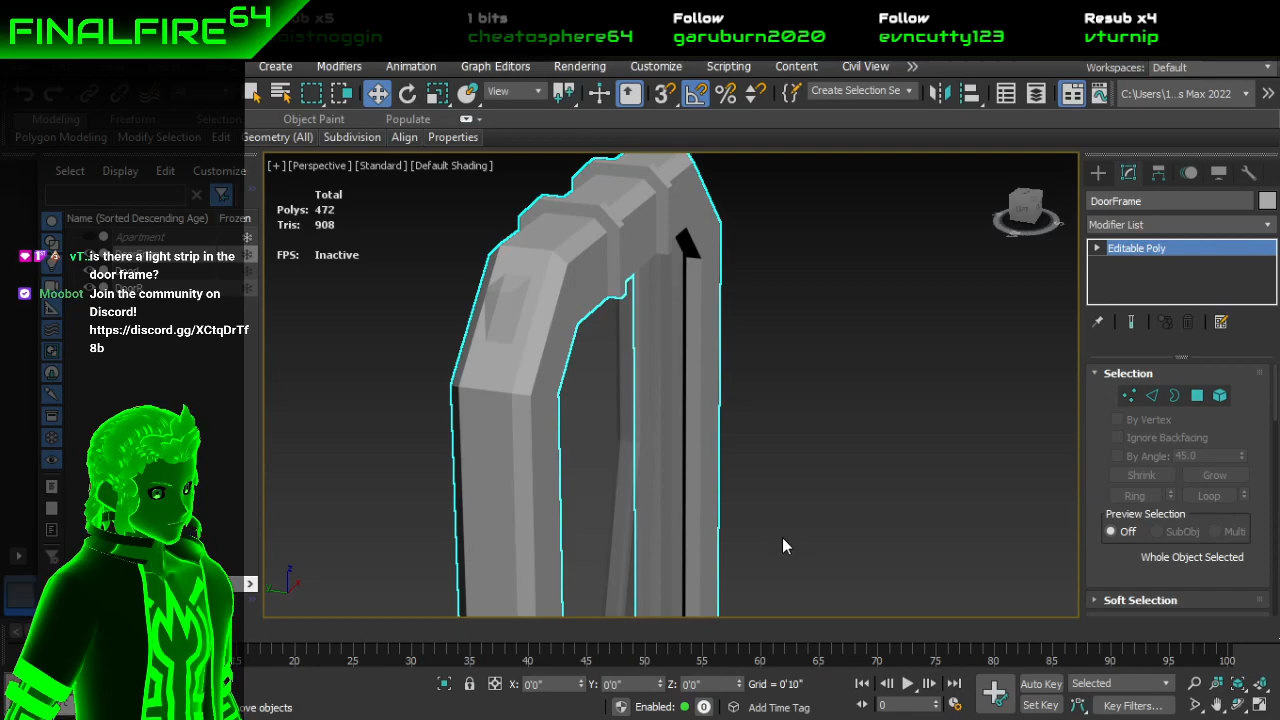 FINALFIRE64
Resub x5
1 bits
cheatosphere64
Follow
garuburn2020
Follow
evncutty123
Resub x4
vturnip
Create Modifiers Animation Graph Editors Rendering Customize Scripting Content Civil View
Workspaces: Default
View
Create Selection Se
C:\Users\1...s Max 2022
Modeling Freeform Selection Object Paint Populate
Polygon Modeling Modify Selection Edit Geometry (All) Subdivision Align Properties
Select Display Edit Customize
Name (Sorted Descending Age) Frozen
Apartment
vT: is there a light strip in the
door frame?
Moobot Join the community on
Discord!
https://discord.gg/XCtqDrTf
8b
[+] [Perspective] [Standard] [Default Shading]
Total
Polys: 472
Tris: 908
FPS: Inactive
DoorFrame
Modifier List
Editable Poly
Selection
By Vertex
Ignore Backfacing
By Angle: 45.0
Shrink Grow
Ring Loop
Preview Selection
Off SubObj Multi
Whole Object Selected
Soft Selection
15 20 25 30 35 40 45 50 55 60 65 70 75 80 85 90 95 100
X: 0'0" Y: 0'0" Z: 0'0" Grid = 0'10"
Auto Key Selected
ove objects
Enabled: 0 Add Time Tag
0
Set Key Key Filters...